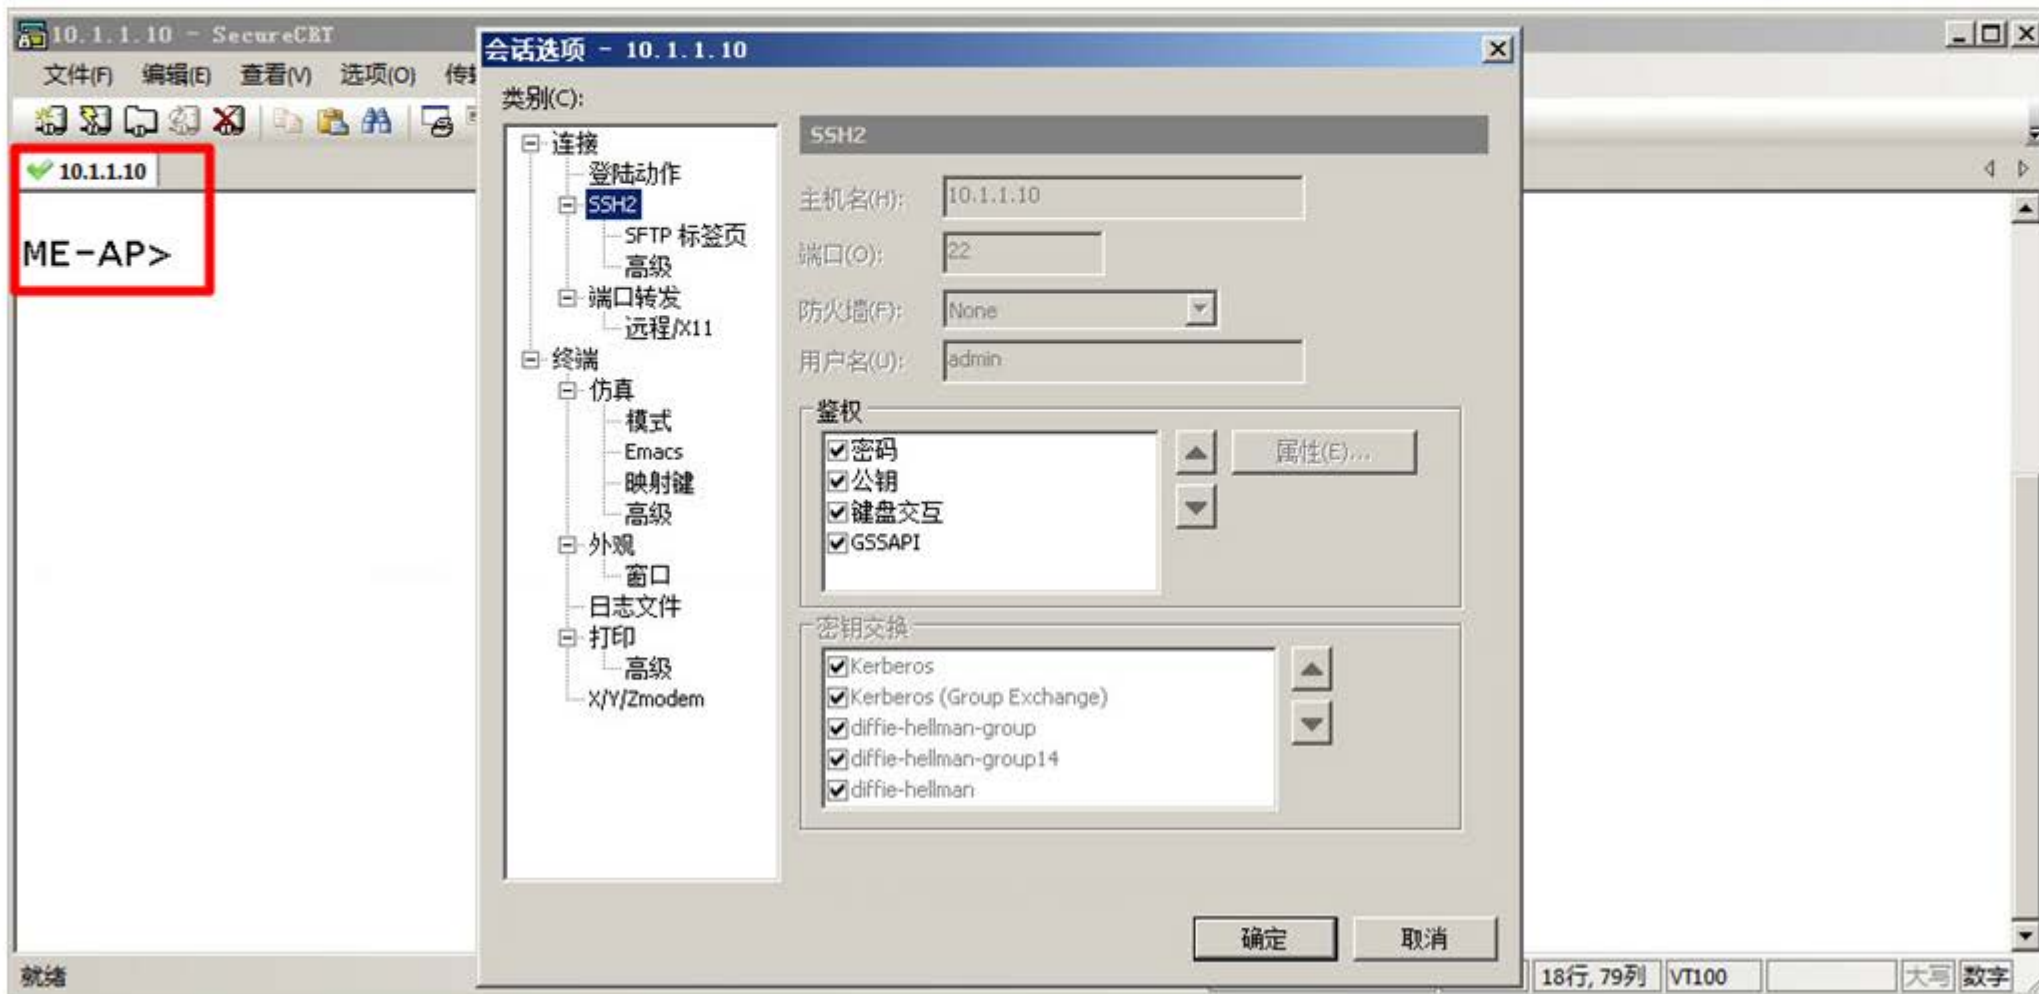 10.1.1.10 - SecureCRT
文件(F) 编辑(E) 查看(V) 选项(O)
10.1.1.10
ME-AP>
会话选项 - 10.1.1.10
类别(C):
连接
登陆动作
SSH2
SFTP 标签页
高级
端口转发
远程/X11
终端
仿真
模式
Emacs
映射键
高级
外观
窗口
日志文件
打印
高级
X/Y/Zmodem
SSH2
主机名(H): 10.1.1.10
端口(O): 22
防火墙(F): None
用户名(U): admin
鉴权
密码
公钥
键盘交互
GSSAPI
属性(E)...
密钥交换
Kerberos
Kerberos (Group Exchange)
diffie-hellman-group
diffie-hellman-group14
diffie-hellman
确定 取消
就绪 18行, 79列 VT100 大写 数字